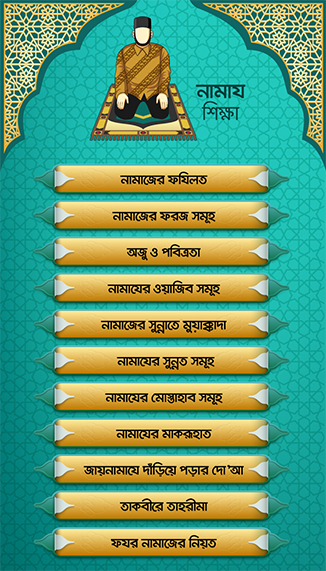 নামায
শিক্ষা
নামাজের ফযিলত
নামাজের ফরজ সমূহ
অজু ও পবিত্রতা
নামাযের ওয়াজিব সমূহ
নামাজের সুন্নাতে মুয়াক্কাদা
নামাযের সুন্নত সমূহ
নামাযের মোস্তাহাব সমূহ
নামাযের মাকরূহাত
জায়নামাযে দাঁড়িয়ে পড়ার দো'আ
তাকবীরে তাহরীমা
ফযর নামাজের নিয়ত